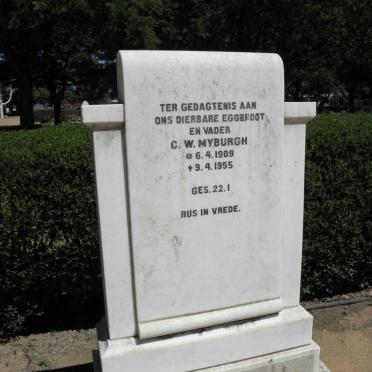 TER GEDAGTENIS AAN
ONS DIERBARE EGGENOOT
EN VADER
C. W. MYBURGH
¤ 6. 4. 1909
✝ 9. 4. 1955
GES. 22. 1
RUS IN VREDE.